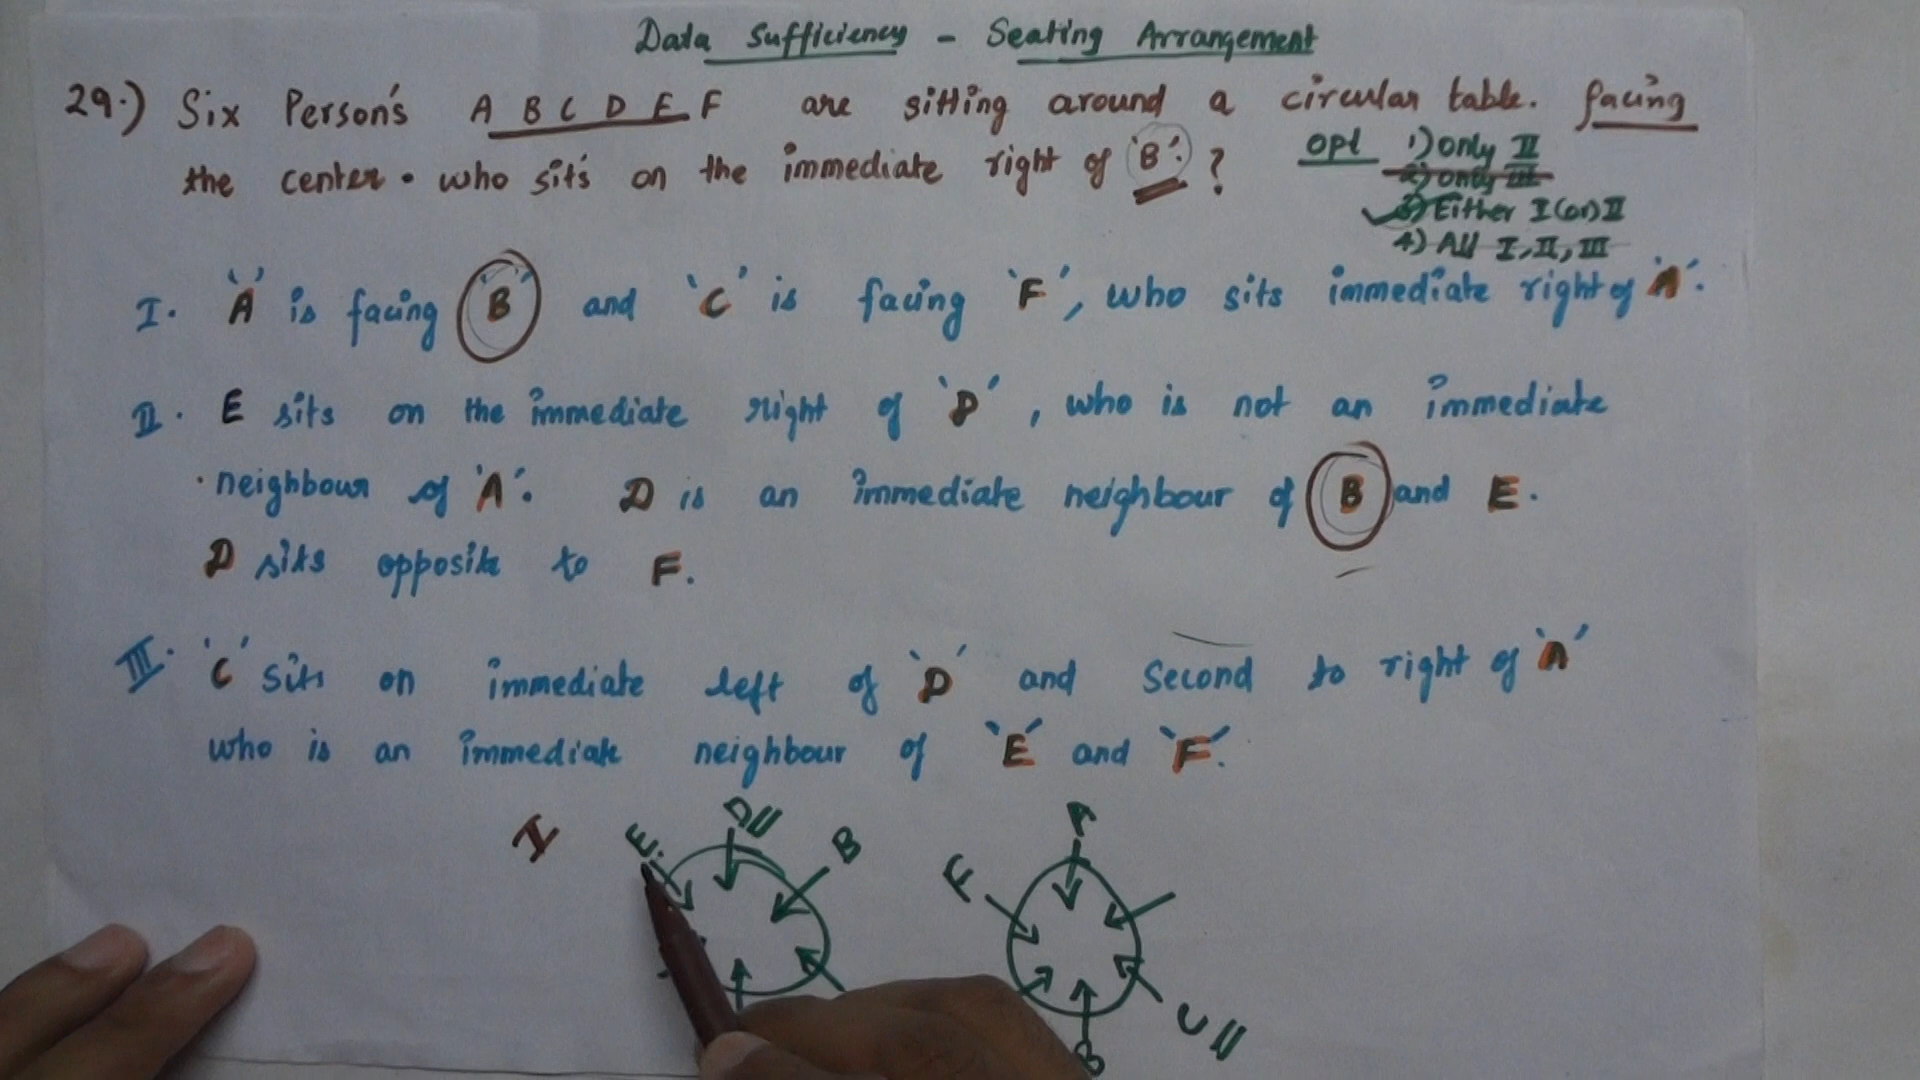 Data Sufficiency - Seating Arrangement
29.) Six Person's A B C D E F are sitting around a circular table. facing
the center. who sits on the immediate right of 'B'. ?
opt 1) only II
2) only III
3) Either I (or) II
4) All I, II, III
I. 'A' is facing 'B' and 'C' is facing 'F', who sits immediate right of 'A'.
II. E sits on the immediate right of 'D', who is not an immediate
neighbour of 'A'. D is an immediate neighbour of B and E.
D sits opposite to F.
III. 'C' sits on immediate left of 'D' and Second to right of 'A'
who is an immediate neighbour of 'E' and 'F'.
I
E. D B
A
F
C
B